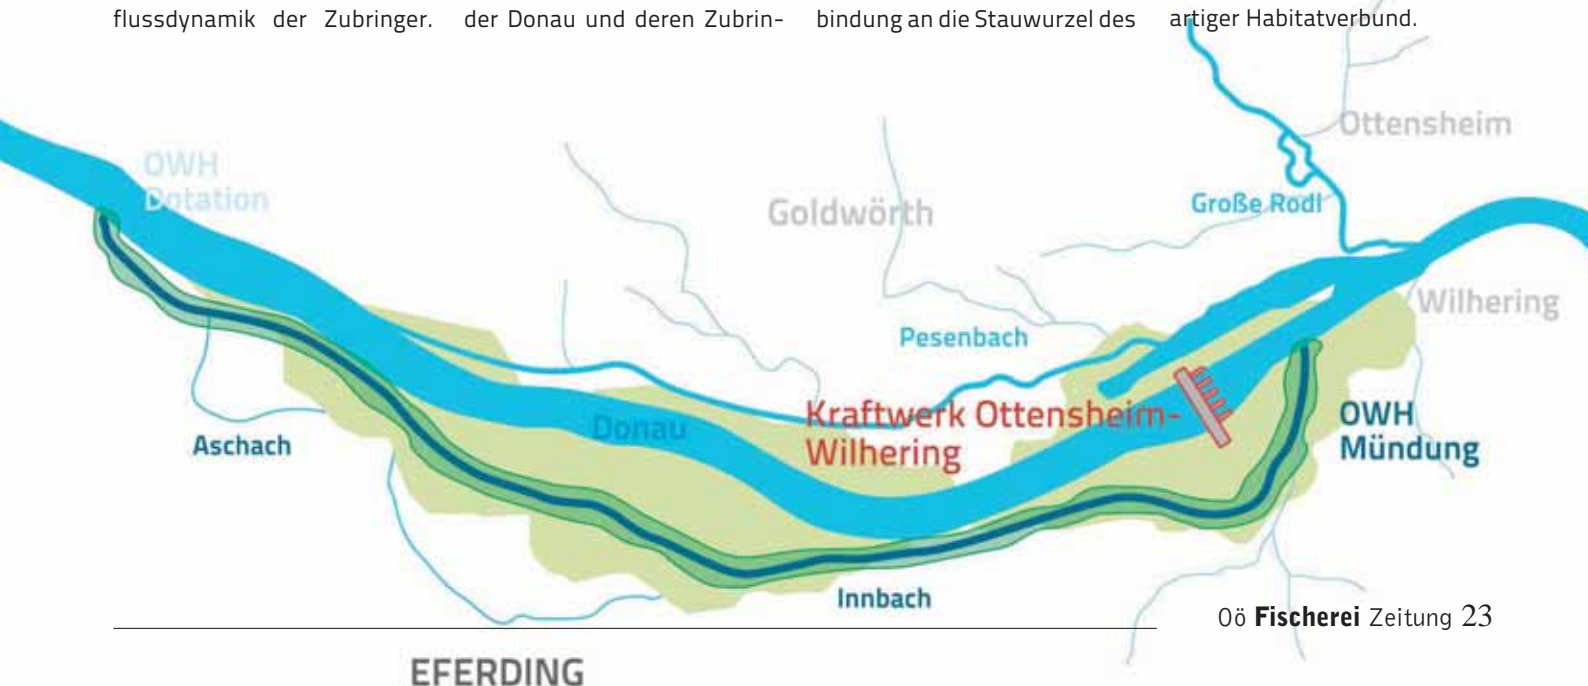 flussdynamik der Zubringer.
der Donau und deren Zubrin-
bindung an die Stauwurzel des
artiger Habitatverbund.
Ottensheim
OWH
Dotation
Goldwörth
Große Rodl
Wilhering
Pesenbach
Kraftwerk Ottensheim-
Wilhering
Donau
OWH
Mündung
Aschach
Innbach
Oö Fischerei Zeitung 23
EFERDING